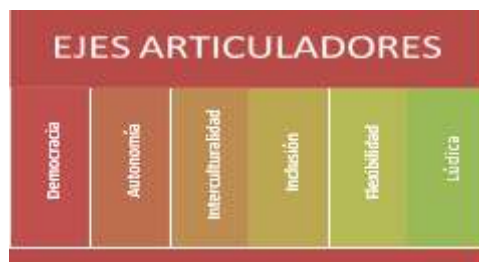 EJES ARTICULADORES
Democracia
Autonomía
Interculturalidad
Inclusión
Flexibilidad
Lúdica